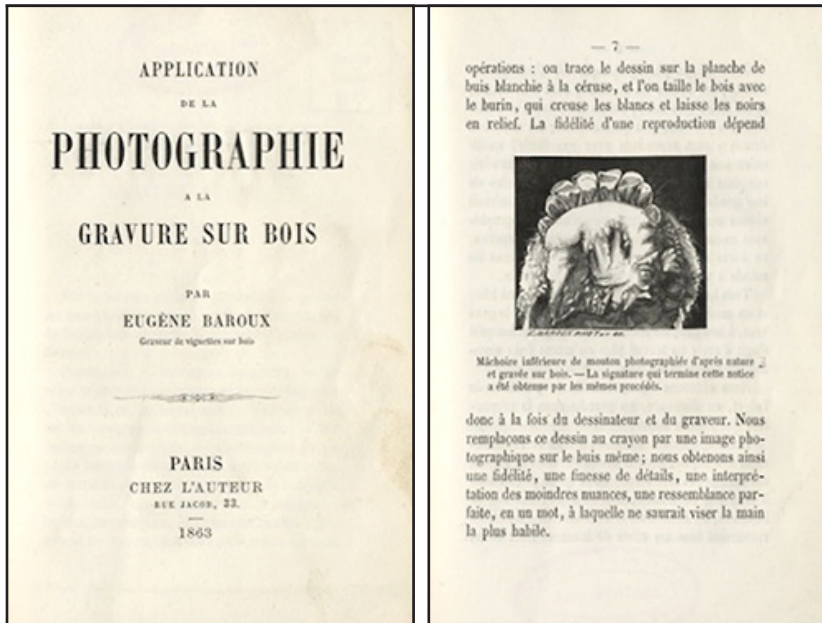 APPLICATION
DE LA
PHOTOGRAPHIE
A LA
GRAVURE SUR BOIS
PAR
EUGÈNE BAROUX
Graveur de vignettes sur bois
PARIS
CHEZ L'AUTEUR
RUE JACOB, 33.
1863
— 7 —
opérations : on trace le dessin sur la planche de
buis blanchie à la céruse, et l'on taille le bois avec
le burin, qui creuse les blancs et laisse les noirs
en relief. La fidélité d'une reproduction dépend
Mâchoire inférieure de mouton photographiée d'après nature
et gravée sur bois. — La signature qui termine cette notice
a été obtenue par les mêmes procédés.
donc à la fois du dessinateur et du graveur. Nous
remplaçons ce dessin au crayon par une image pho-
tographique sur le buis même ; nous obtenons ainsi
une fidélité, une finesse de détails, une interpré-
tation des moindres nuances, une ressemblance par-
faite, en un mot, à laquelle ne saurait viser la main
la plus habile.